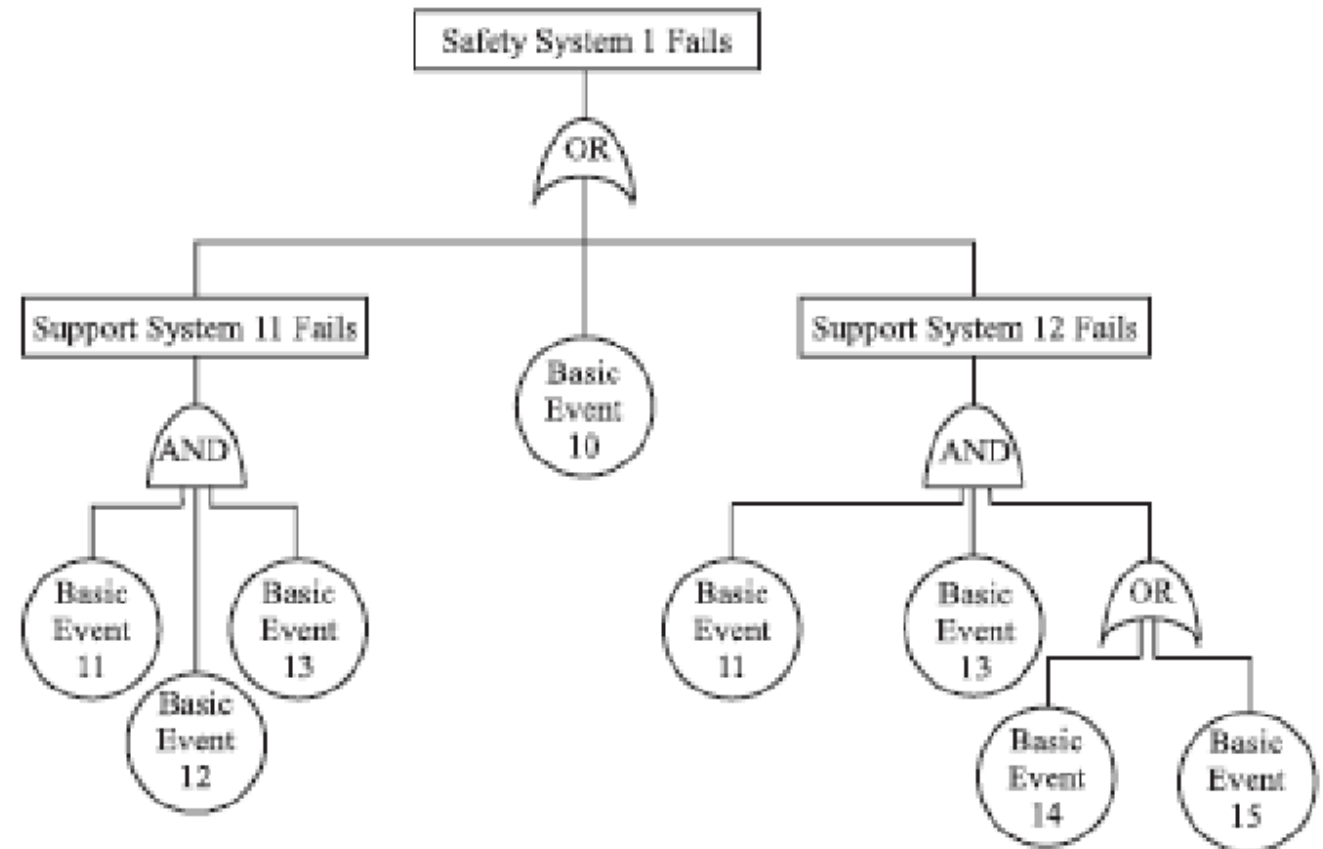 Safety System 1 Fails
OR
Support System 11 Fails
Support System 12 Fails
Basic
Event
10
AND
AND
Basic
Event
11
Basic
Event
13
Basic
Event
12
Basic
Event
11
Basic
Event
13
OR
Basic
Event
14
Basic
Event
15